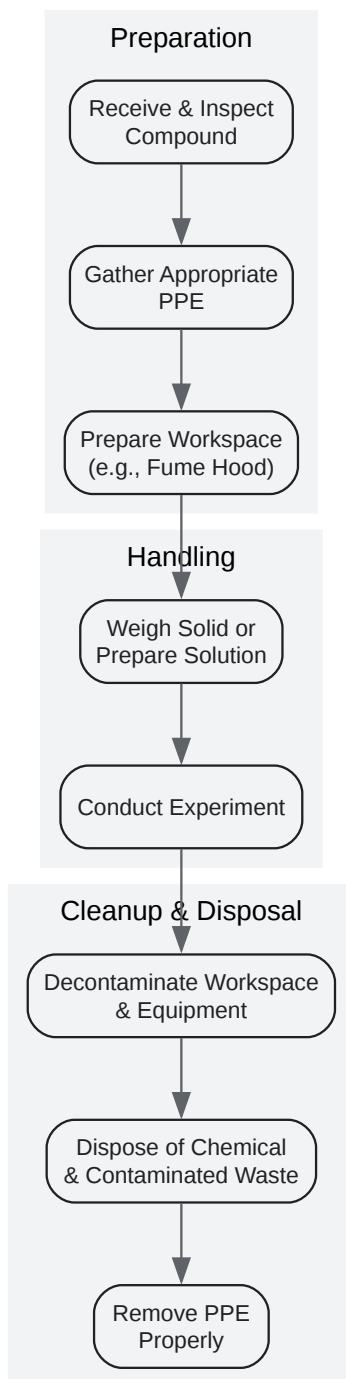 Preparation
Receive & Inspect
Compound
Gather Appropriate
PPE
Prepare Workspace
(e.g., Fume Hood)
Handling
Weigh Solid or
Prepare Solution
Conduct Experiment
Cleanup & Disposal
Decontaminate Workspace
& Equipment
Dispose of Chemical
& Contaminated Waste
Remove PPE
Properly